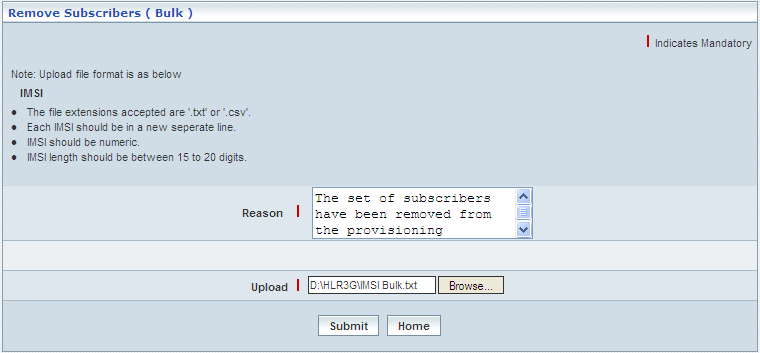 Remove Subscribers ( Bulk )
Indicates Mandatory
Note: Upload file format is as below
IMSI
● The file extensions accepted are '.txt' or '.csv'.
● Each IMSI should be in a new seperate line.
● IMSI should be numeric.
● IMSI length should be between 15 to 20 digits.
Reason
The set of subscribers
have been removed from
the provisioning
Upload D:\HLR3G\IMSI Bulk.txt Browse...
Submit Home